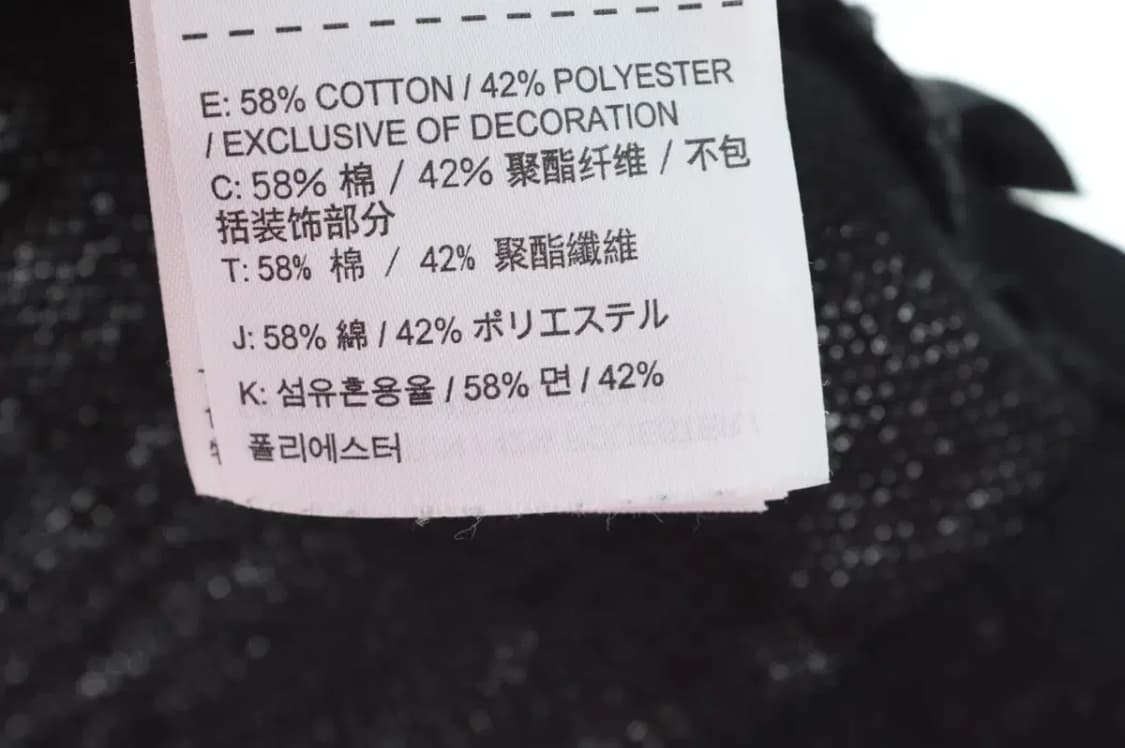 E: 58% COTTON / 42% POLYESTER
/ EXCLUSIVE OF DECORATION
C: 58% 棉 / 42% 聚酯纤维 / 不包
括装饰部分
T: 58% 棉 / 42% 聚酯纖維
J: 58% 綿 / 42% ポリエステル
K: 섬유혼용율 / 58% 면 / 42%
폴리에스터